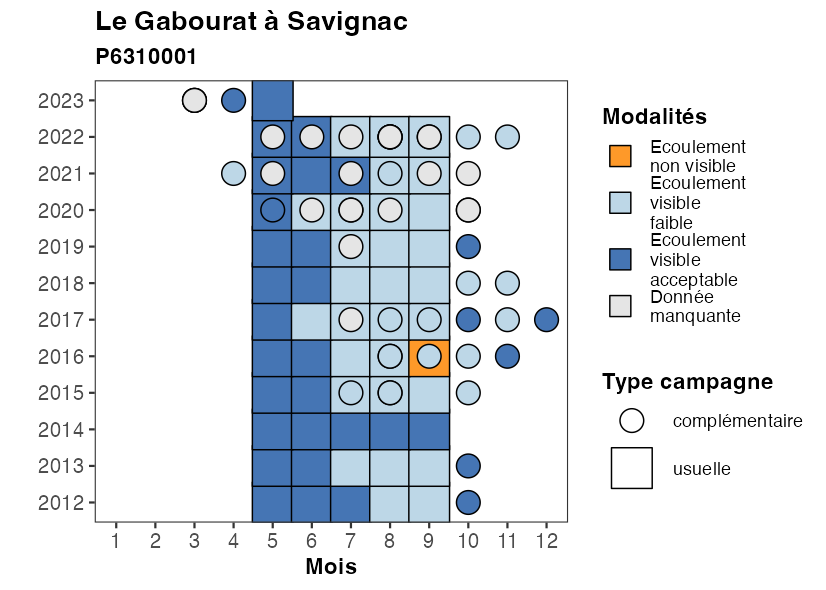 Le Gabourat à Savignac
P6310001
2023
2022
2021
2020
2019
2018
2017
2016
2015
2014
2013
2012
1 2 3 4 5 6 7 8 9 10 11 12
Mois
Modalités
Ecoulement
non visible
Ecoulement
visible
faible
Ecoulement
visible
acceptable
Donnée
manquante
Type campagne
complémentaire
usuelle